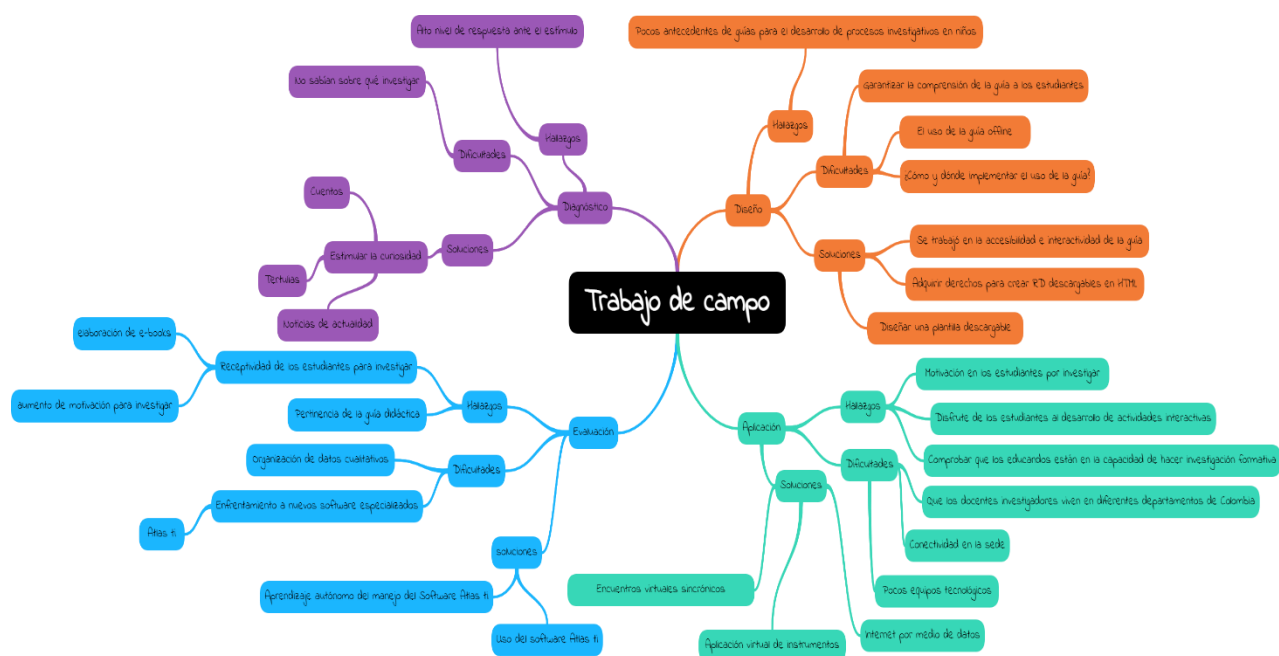 Trabajo de campo
Diagnóstico
Hallazgos
Alto nivel de respuesta ante el estímulo
Dificultades
No sabían sobre qué investigar
Soluciones
Estimular la curiosidad
Cuentos
Tertulias
Noticias de actualidad
Diseño
Hallazgos
Pocos antecedentes de guías para el desarrollo de procesos investigativos en niños
Dificultades
Garantizar la comprensión de la guía a los estudiantes
El uso de la guía offline
¿Cómo y dónde implementar el uso de la guía?
Soluciones
Se trabajó en la accesibilidad e interactividad de la guía
Adquirir derechos para crear RD descargables en HTML
Diseñar una plantilla descargable
Evaluación
Hallazgos
Receptividad de los estudiantes para investigar
elaboración de e-books
aumento de motivación para investigar
Pertinencia de la guía didáctica
Dificultades
Organización de datos cualitativos
Enfrentamiento a nuevos software especializados
Atlas ti
soluciones
Aprendizaje autónomo del manejo del Software Atlas ti
Uso del software Atlas ti
Aplicación
Hallazgos
Motivación en los estudiantes por investigar
Disfrute de los estudiantes al desarrollo de actividades interactivas
Comprobar que los educandos están en la capacidad de hacer investigación formativa
Dificultades
Que los docentes investigadores viven en diferentes departamentos de Colombia
Conectividad en la sede
Pocos equipos tecnológicos
Soluciones
Encuentros virtuales sincrónicos
Aplicación virtual de instrumentos
Internet por medio de datos